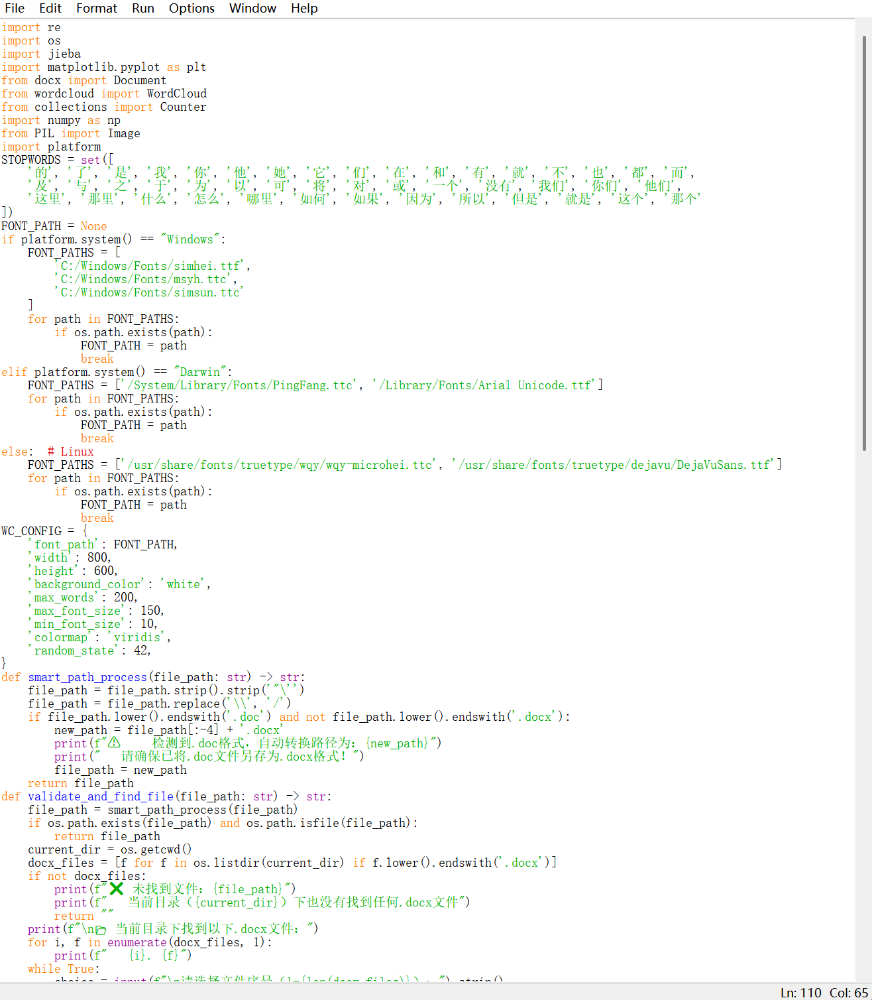 File Edit Format Run Options Window Help
import re
import os
import jieba
import matplotlib.pyplot as plt
from docx import Document
from wordcloud import WordCloud
from collections import Counter
import numpy as np
from PIL import Image
import platform
STOPWORDS = set([
    '的', '了', '是', '我', '你', '他', '她', '它', '们', '在', '和', '有', '就', '不', '也', '都', '而',
    '及', '与', '之', '于', '为', '以', '可', '将', '对', '或', '一个', '没有', '我们', '你们', '他们',
    '这里', '那里', '什么', '怎么', '哪里', '如何', '如果', '因为', '所以', '但是', '就是', '这个', '那个'
])
FONT_PATH = None
if platform.system() == "Windows":
    FONT_PATHS = [
        'C:/Windows/Fonts/simhei.ttf',
        'C:/Windows/Fonts/msyh.ttc',
        'C:/Windows/Fonts/simsun.ttc'
    ]
    for path in FONT_PATHS:
        if os.path.exists(path):
            FONT_PATH = path
            break
elif platform.system() == "Darwin":
    FONT_PATHS = ['/System/Library/Fonts/PingFang.ttc', '/Library/Fonts/Arial Unicode.ttf']
    for path in FONT_PATHS:
        if os.path.exists(path):
            FONT_PATH = path
            break
else:  # Linux
    FONT_PATHS = ['/usr/share/fonts/truetype/wqy/wqy-microhei.ttc', '/usr/share/fonts/truetype/dejavu/DejaVuSans.ttf']
    for path in FONT_PATHS:
        if os.path.exists(path):
            FONT_PATH = path
            break
WC_CONFIG = {
    'font_path': FONT_PATH,
    'width': 800,
    'height': 600,
    'background_color': 'white',
    'max_words': 200,
    'max_font_size': 150,
    'min_font_size': 10,
    'colormap': 'viridis',
    'random_state': 42,
}
def smart_path_process(file_path: str) -> str:
    file_path = file_path.strip().strip('"\'')
    file_path = file_path.replace('\\', '/')
    if file_path.lower().endswith('.doc') and not file_path.lower().endswith('.docx'):
        new_path = file_path[:-4] + '.docx'
        print(f"⚠️  检测到.doc格式，自动转换路径为：{new_path}")
        print("   请确保已将.doc文件另存为.docx格式！")
        file_path = new_path
    return file_path
def validate_and_find_file(file_path: str) -> str:
    file_path = smart_path_process(file_path)
    if os.path.exists(file_path) and os.path.isfile(file_path):
        return file_path
    current_dir = os.getcwd()
    docx_files = [f for f in os.listdir(current_dir) if f.lower().endswith('.docx')]
    if not docx_files:
        print(f"❌ 未找到文件：{file_path}")
        print(f"   当前目录（{current_dir}）下也没有找到任何.docx文件")
        return ""
    print(f"\n📂 当前目录下找到以下.docx文件：")
    for i, f in enumerate(docx_files, 1):
        print(f"   {i}. {f}")
    while True:
        choice = input(f"\n请选择文件序号（1-{len(docx_files)}）：").strip()
Ln: 110 Col: 65